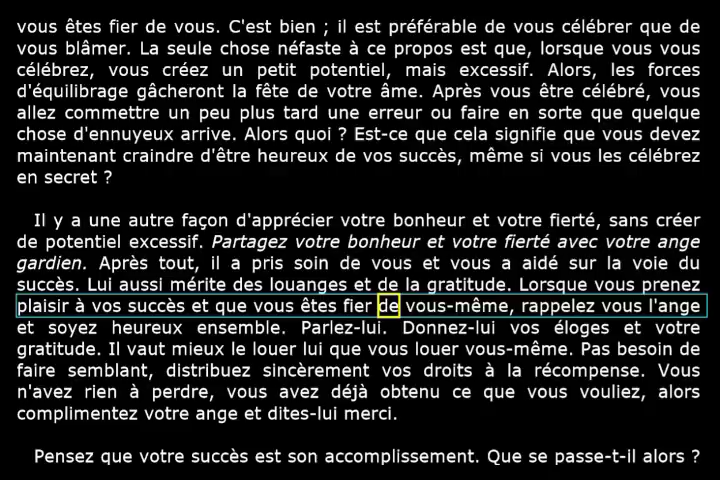 vous êtes fier de vous. C'est bien ; il est préférable de vous célébrer que de
vous blâmer. La seule chose néfaste à ce propos est que, lorsque vous vous
célébrez, vous créez un petit potentiel, mais excessif. Alors, les forces
d'équilibrage gâcheront la fête de votre âme. Après vous être célébré, vous
allez commettre un peu plus tard une erreur ou faire en sorte que quelque
chose d'ennuyeux arrive. Alors quoi ? Est-ce que cela signifie que vous devez
maintenant craindre d'être heureux de vos succès, même si vous les célébrez
en secret ?
Il y a une autre façon d'apprécier votre bonheur et votre fierté, sans créer
de potentiel excessif. Partagez votre bonheur et votre fierté avec votre ange
gardien. Après tout, il a pris soin de vous et vous a aidé sur la voie du
succès. Lui aussi mérite des louanges et de la gratitude. Lorsque vous prenez
plaisir à vos succès et que vous êtes fier de vous-même, rappelez vous l'ange
et soyez heureux ensemble. Parlez-lui. Donnez-lui vos éloges et votre
gratitude. Il vaut mieux le louer lui que vous louer vous-même. Pas besoin de
faire semblant, distribuez sincèrement vos droits à la récompense. Vous
n'avez rien à perdre, vous avez déjà obtenu ce que vous vouliez, alors
complimentez votre ange et dites-lui merci.
Pensez que votre succès est son accomplissement. Que se passe-t-il alors ?